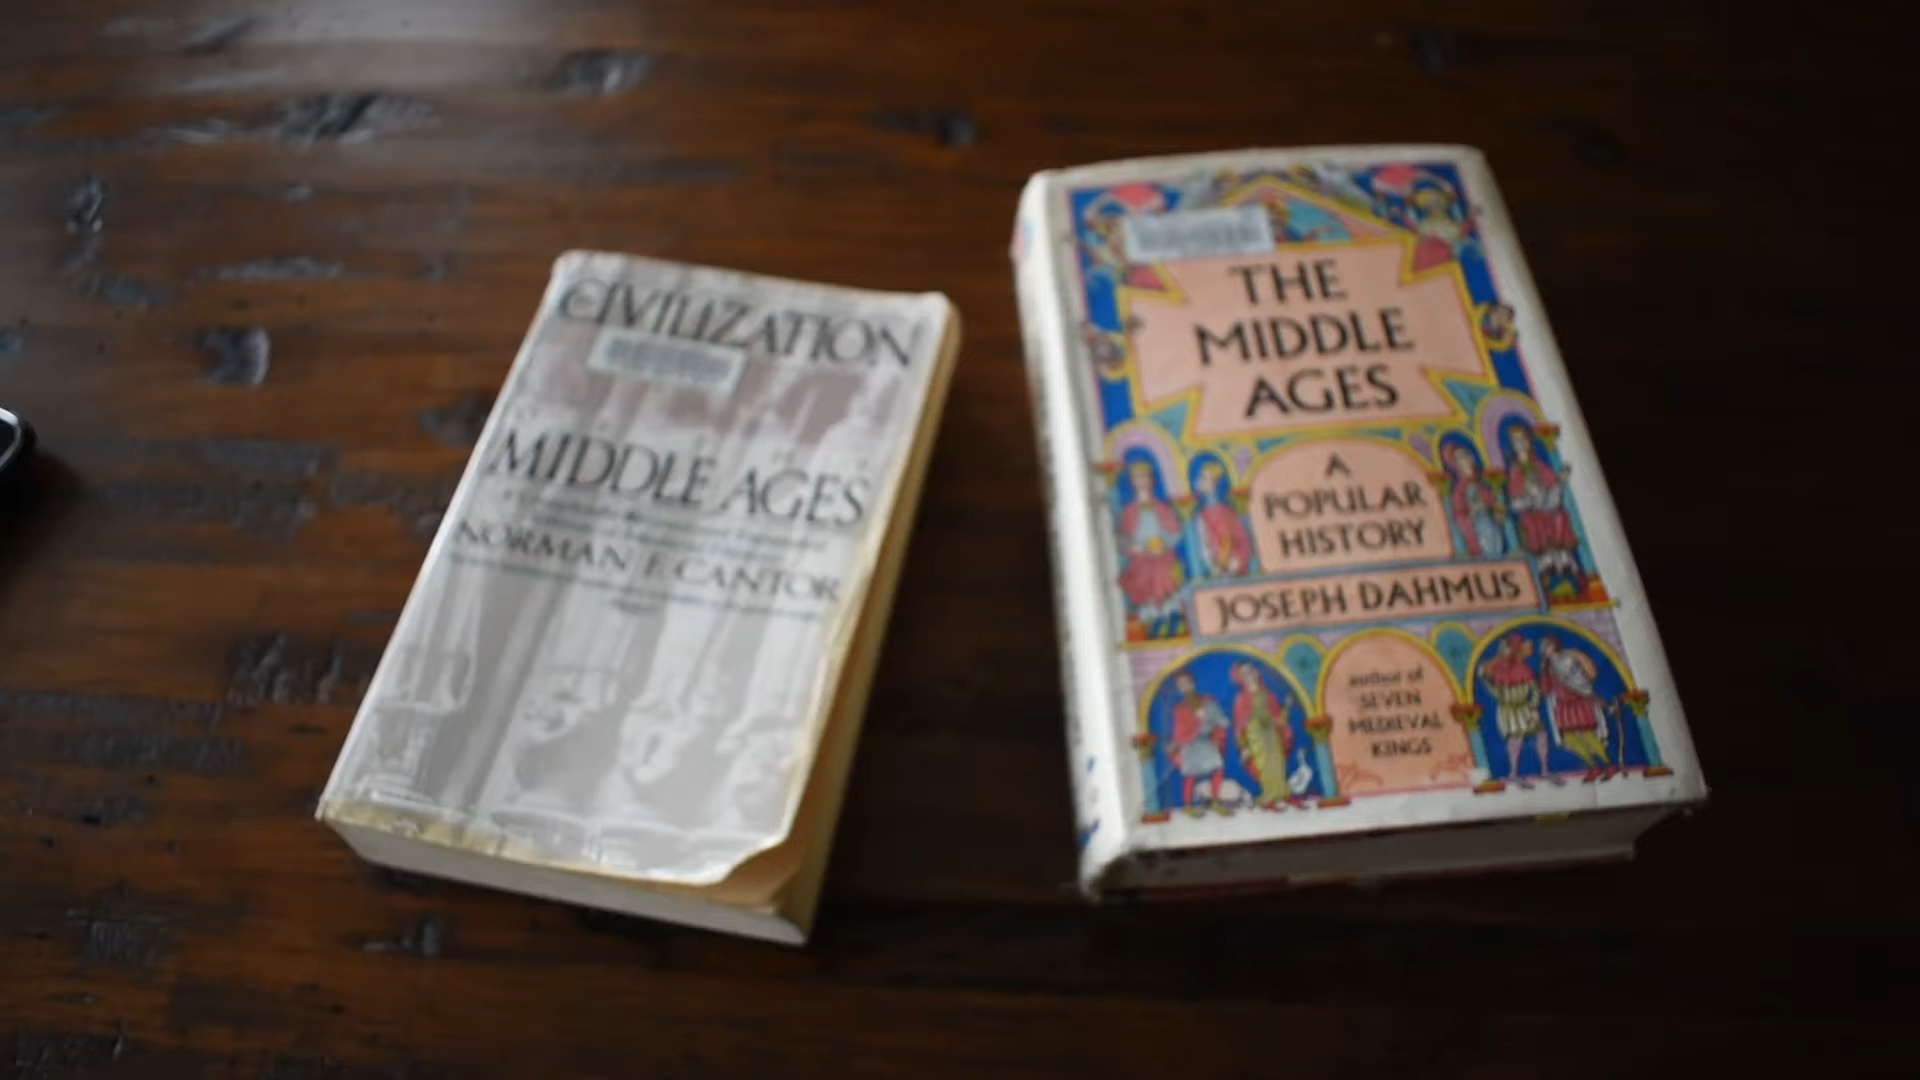 CIVILIZATION
MIDDLE AGES
NORMAN F. CANTOR
THE
MIDDLE
AGES
A
POPULAR
HISTORY
JOSEPH DAHMUS
author of
SEVEN
MEDIEVAL
KINGS